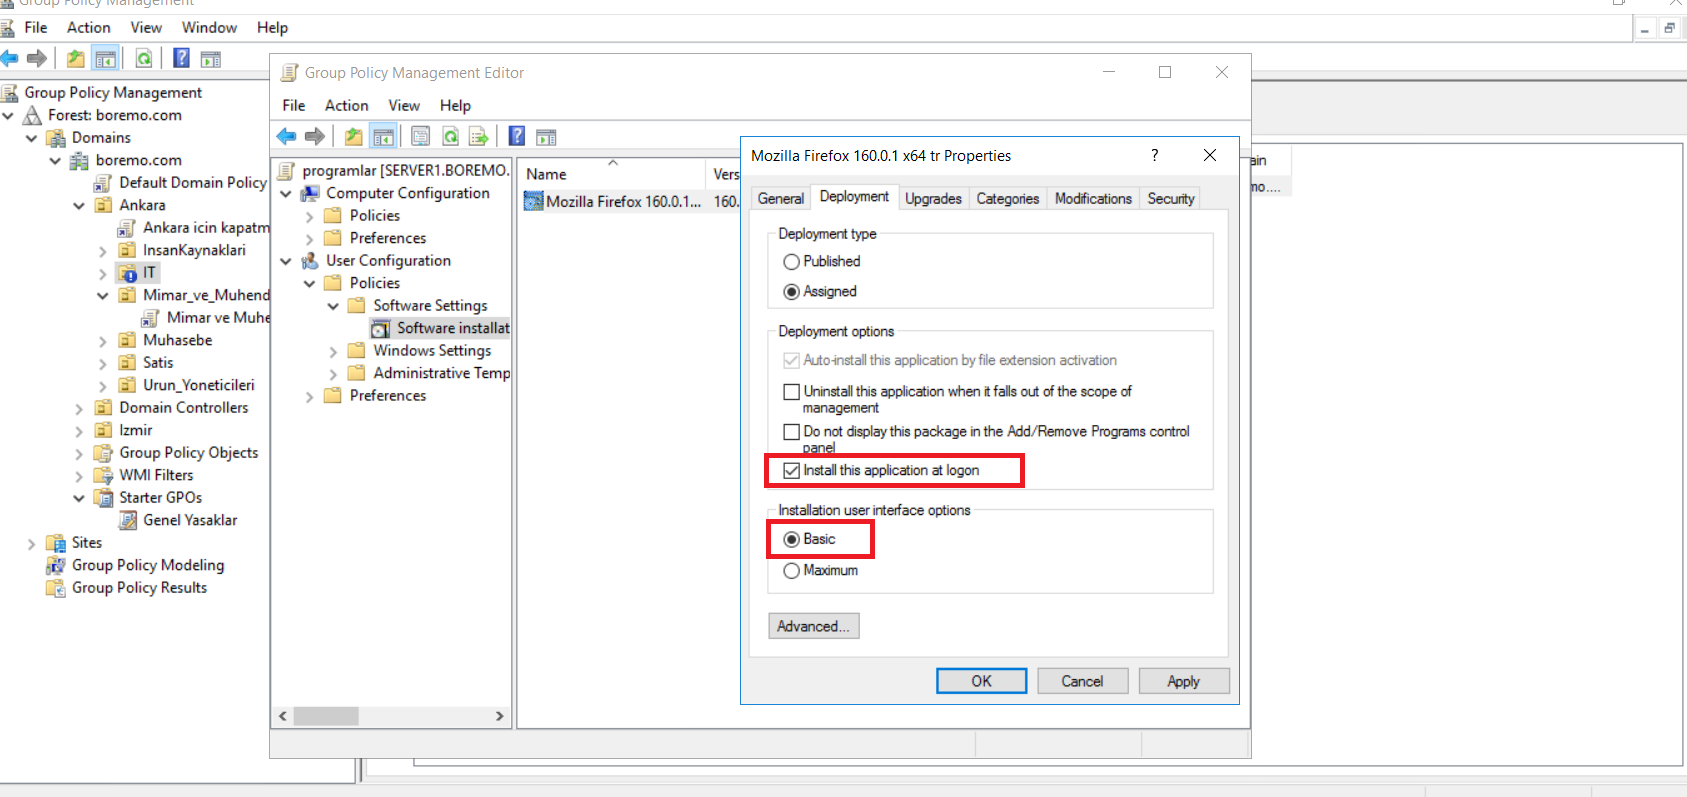 Group Policy Management
File Action View Window Help
Group Policy Management
Forest: boremo.com
Domains
boremo.com
Default Domain Policy
Ankara
Ankara icin kapatm
InsanKaynaklari
IT
Mimar_ve_Muhend
Mimar ve Muhe
Muhasebe
Satis
Urun_Yoneticileri
Domain Controllers
Izmir
Group Policy Objects
WMI Filters
Starter GPOs
Genel Yasaklar
Sites
Group Policy Modeling
Group Policy Results
Group Policy Management Editor
File Action View Help
programlar [SERVER1.BOREMO.
Computer Configuration
Policies
Preferences
User Configuration
Policies
Software Settings
Software installat
Windows Settings
Administrative Temp
Preferences
Name Vers
Mozilla Firefox 160.0.1... 160.
ain
mo....
Mozilla Firefox 160.0.1 x64 tr Properties
?
General Deployment Upgrades Categories Modifications Security
Deployment type
Published
Assigned
Deployment options
Auto-install this application by file extension activation
Uninstall this application when it falls out of the scope of
management
Do not display this package in the Add/Remove Programs control
panel
Install this application at logon
Installation user interface options
Basic
Maximum
Advanced...
OK Cancel Apply